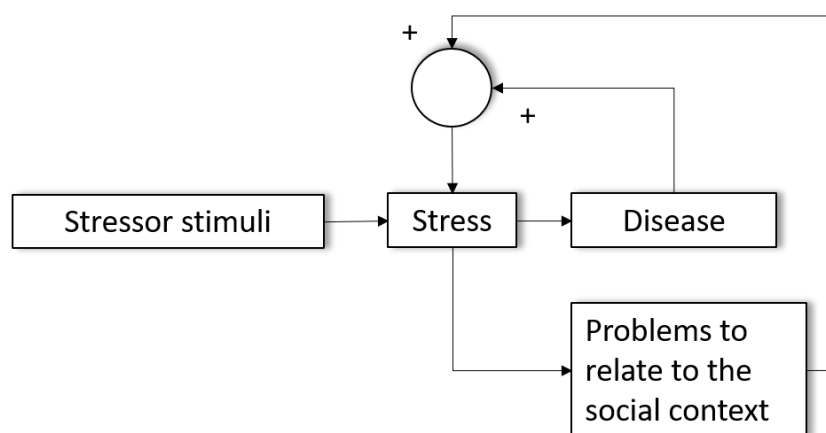 +
+
Stressor stimuli
Stress
Disease
Problems to
relate to the
social context